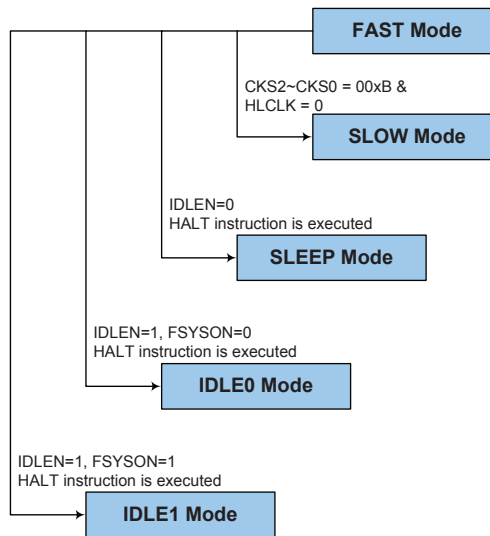 FAST Mode
CKS2~CKS0 = 00xB &
HLCLK = 0
SLOW Mode
IDLEN=0
HALT instruction is executed
SLEEP Mode
IDLEN=1, FSYSON=0
HALT instruction is executed
IDLE0 Mode
IDLEN=1, FSYSON=1
HALT instruction is executed
IDLE1 Mode